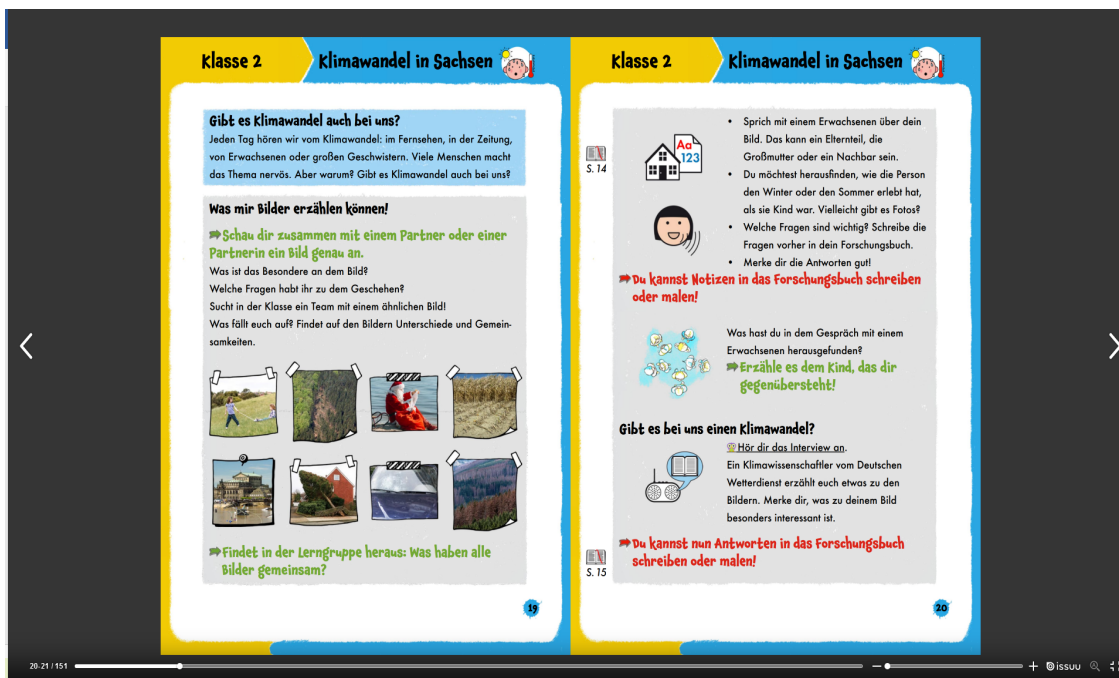 Klasse 2
Klimawandel in Sachsen
Gibt es Klimawandel auch bei uns?
Jeden Tag hören wir vom Klimawandel: im Fernsehen, in der Zeitung,
von Erwachsenen oder großen Geschwistern. Viele Menschen macht
das Thema nervös. Aber warum? Gibt es Klimawandel auch bei uns?
Was mir Bilder erzählen können!
Schau dir zusammen mit einem Partner oder einer
Partnerin ein Bild genau an.
Was ist das Besondere an dem Bild?
Welche Fragen habt ihr zu dem Geschehen?
Sucht in der Klasse ein Team mit einem ähnlichen Bild!
Was fällt euch auf? Findet auf den Bildern Unterschiede und Gemein-
samkeiten.
Findet in der Lerngruppe heraus: Was haben alle
Bilder gemeinsam?
19
Klasse 2
Klimawandel in Sachsen
S. 14
Aa
123
• Sprich mit einem Erwachsenen über dein
Bild. Das kann ein Elternteil, die
Großmutter oder ein Nachbar sein.
• Du möchtest herausfinden, wie die Person
den Winter oder den Sommer erlebt hat,
als sie Kind war. Vielleicht gibt es Fotos?
• Welche Fragen sind wichtig? Schreibe die
Fragen vorher in dein Forschungsbuch.
• Merke dir die Antworten gut!
Du kannst Notizen in das Forschungsbuch schreiben
oder malen!
Was hast du in dem Gespräch mit einem
Erwachsenen herausgefunden?
Erzähle es dem Kind, das dir
gegenübersteht!
Gibt es bei uns einen Klimawandel?
Hör dir das Interview an.
Ein Klimawissenschaftler vom Deutschen
Wetterdienst erzählt euch etwas zu den
Bildern. Merke dir, was zu deinem Bild
besonders interessant ist.
Du kannst nun Antworten in das Forschungsbuch
schreiben oder malen!
S. 15
20
20-21 / 151
issuu